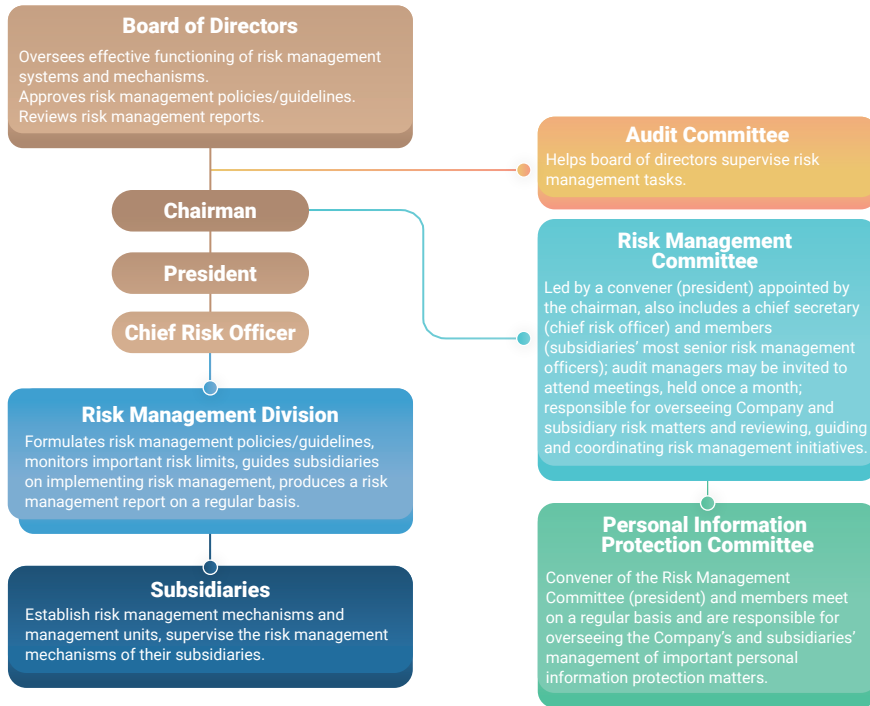 Board of Directors
Oversees effective functioning of risk management
systems and mechanisms.
Approves risk management policies/guidelines.
Reviews risk management reports.
Audit Committee
Helps board of directors supervise risk
management tasks.
Chairman
President
Chief Risk Officer
Risk Management
Committee
Led by a convener (president) appointed by
the chairman, also includes a chief secretary
(chief risk officer) and members
(subsidiaries’ most senior risk management
officers); audit managers may be invited to
attend meetings, held once a month;
responsible for overseeing Company and
subsidiary risk matters and reviewing, guiding
and coordinating risk management initiatives.
Risk Management Division
Formulates risk management policies/guidelines,
monitors important risk limits, guides subsidiaries
on implementing risk management, produces a risk
management report on a regular basis.
Personal Information
Protection Committee
Convener of the Risk Management
Committee (president) and members meet
on a regular basis and are responsible for
overseeing the Company’s and subsidiaries’
management of important personal
information protection matters.
Subsidiaries
Establish risk management mechanisms and
management units, supervise the risk management
mechanisms of their subsidiaries.